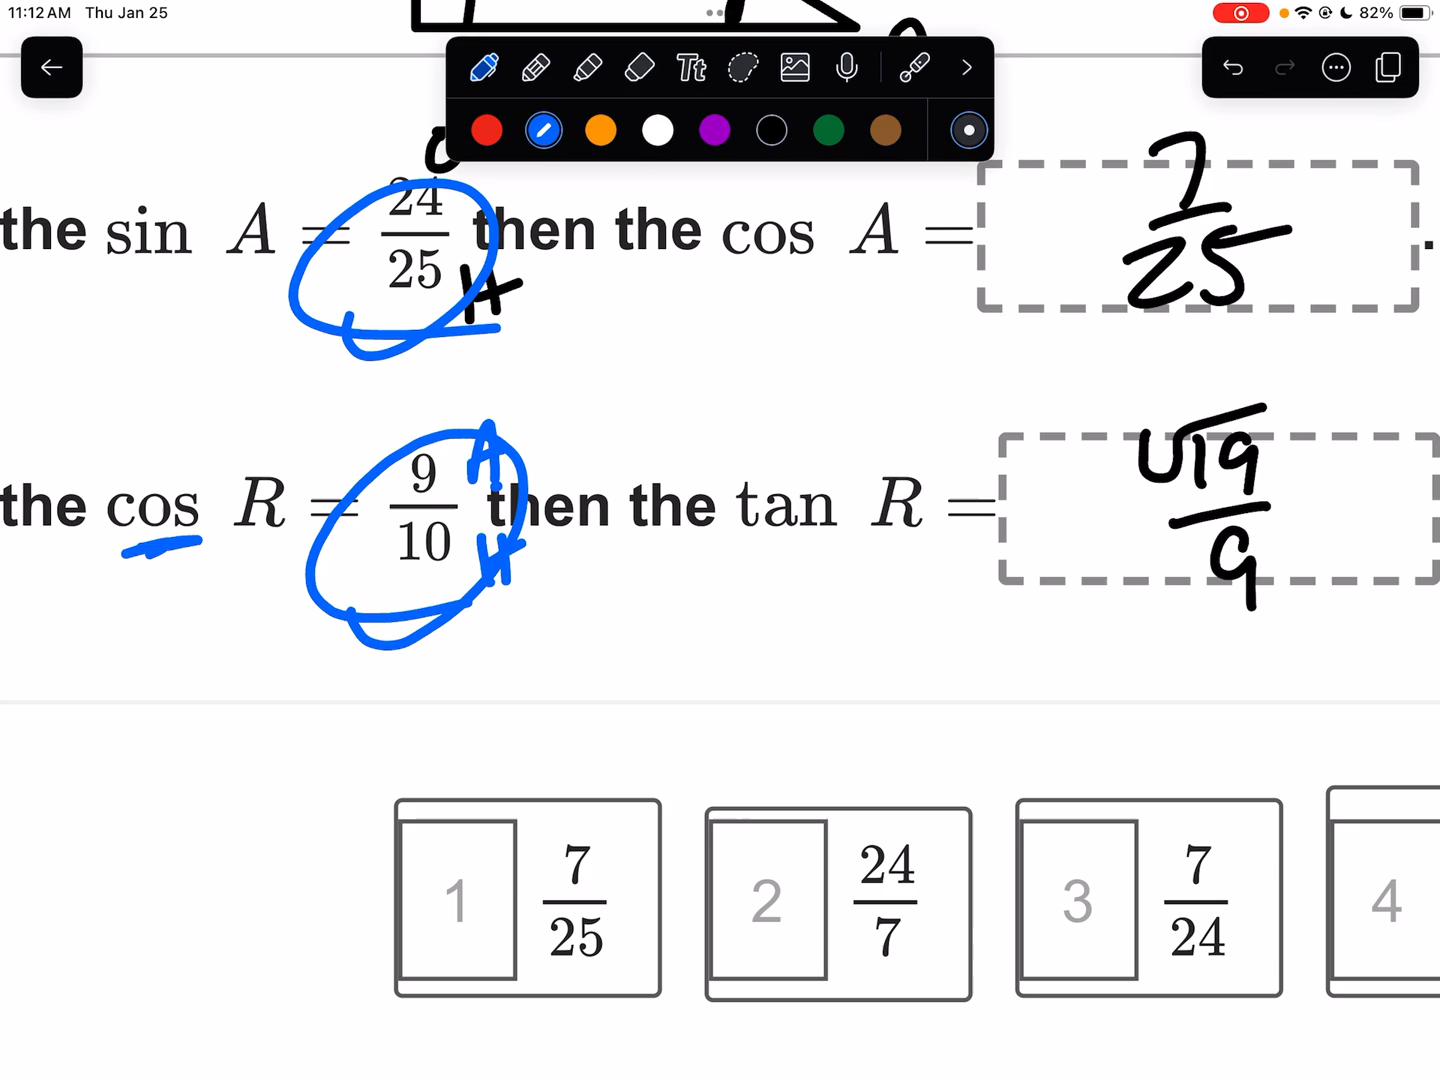 11:12 AM Thu Jan 25 82%
Tt
O
the sin A = 24/25 then the cos A = 7/25 .
H
A
the cos R = 9/10 then the tan R = √19/9
H
1 7/25 2 24/7 3 7/24 4